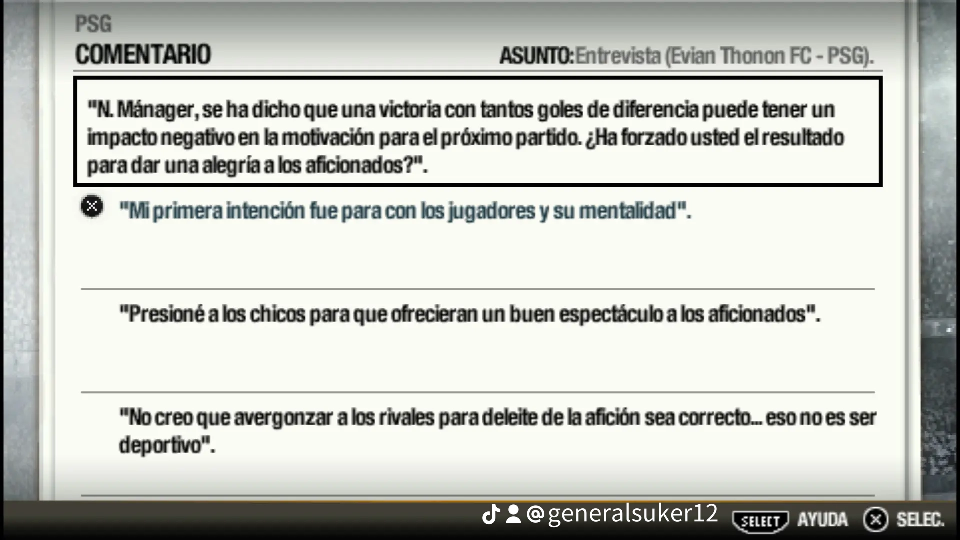 PSG
COMENTARIO
ASUNTO:Entrevista (Evian Thonon FC - PSG).
"N. Mánager, se ha dicho que una victoria con tantos goles de diferencia puede tener un
impacto negativo en la motivación para el próximo partido. ¿Ha forzado usted el resultado
para dar una alegría a los aficionados?".
"Mi primera intención fue para con los jugadores y su mentalidad".
"Presioné a los chicos para que ofrecieran un buen espectáculo a los aficionados".
"No creo que avergonzar a los rivales para deleite de la afición sea correcto... eso no es ser
deportivo".
@generalsuker12
SELECT AYUDA SELEC.